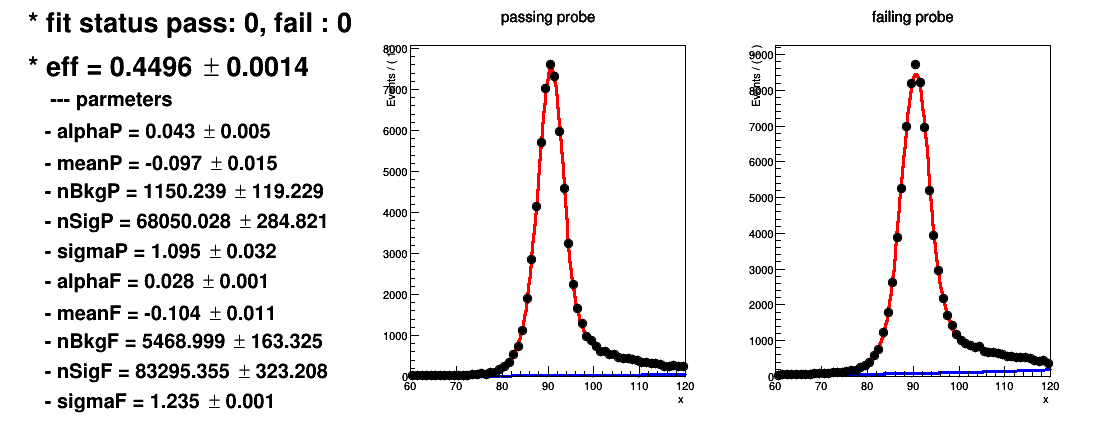 * fit status pass: 0, fail : 0
* eff = 0.4496 ± 0.0014
--- parmeters
- alphaP = 0.043 ± 0.005
- meanP = -0.097 ± 0.015
- nBkgP = 1150.239 ± 119.229
- nSigP = 68050.028 ± 284.821
- sigmaP = 1.095 ± 0.032
- alphaF = 0.028 ± 0.001
- meanF = -0.104 ± 0.011
- nBkgF = 5468.999 ± 163.325
- nSigF = 83295.355 ± 323.208
- sigmaF = 1.235 ± 0.001
passing probe
Events / (
8000
6000
5000
4000
3000
2000
1000
0
60 70 80 90 100 110 120
x
failing probe
Events / (
9000
8000
7000
6000
5000
4000
3000
2000
1000
0
60 70 80 90 100 110 120
x